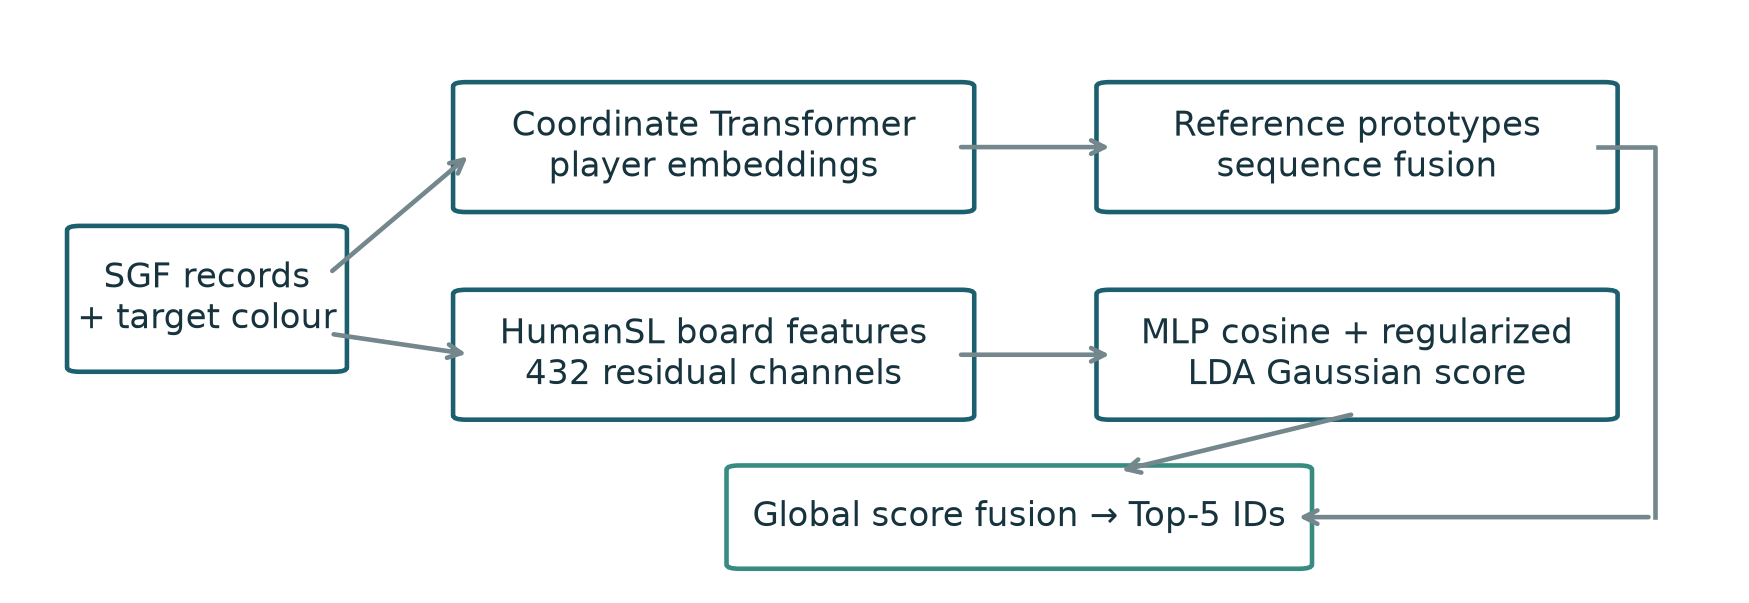 SGF records
+ target colour
Coordinate Transformer
player embeddings
Reference prototypes
sequence fusion
HumanSL board features
432 residual channels
MLP cosine + regularized
LDA Gaussian score
Global score fusion → Top-5 IDs